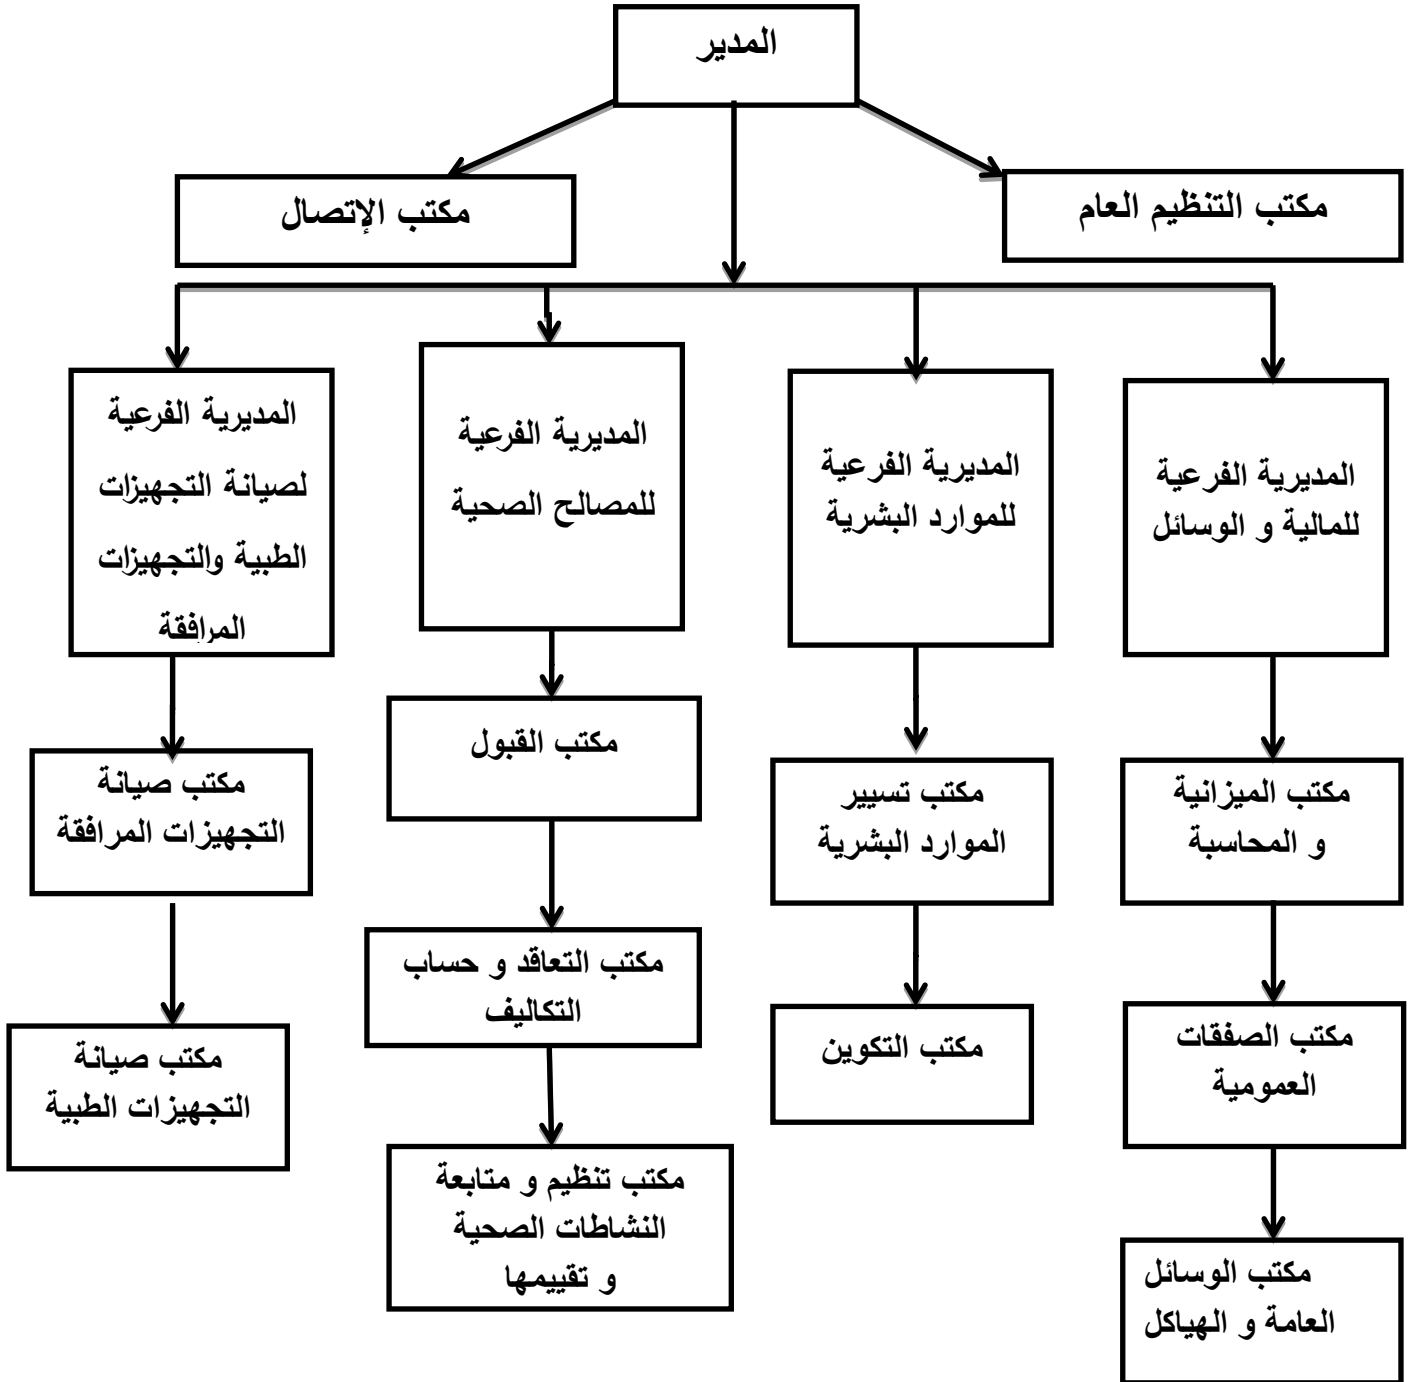 المدير
مكتب التنظيم العام
مكتب الإتصال
المديرية الفرعية
للمالية و الوسائل
المديرية الفرعية
للموارد البشرية
المديرية الفرعية
للمصالح الصحية
المديرية الفرعية
لصيانة التجهيزات
الطبية والتجهيزات
المرافقة
مكتب الميزانية
و المحاسبة
مكتب تسيير
الموارد البشرية
مكتب القبول
مكتب صيانة
التجهيزات المرافقة
مكتب الصفقات
العمومية
مكتب التكوين
مكتب التعاقد و حساب
التكاليف
مكتب صيانة
التجهيزات الطبية
مكتب الوسائل
العامة و الهياكل
مكتب تنظيم و متابعة
النشاطات الصحية
و تقييمها